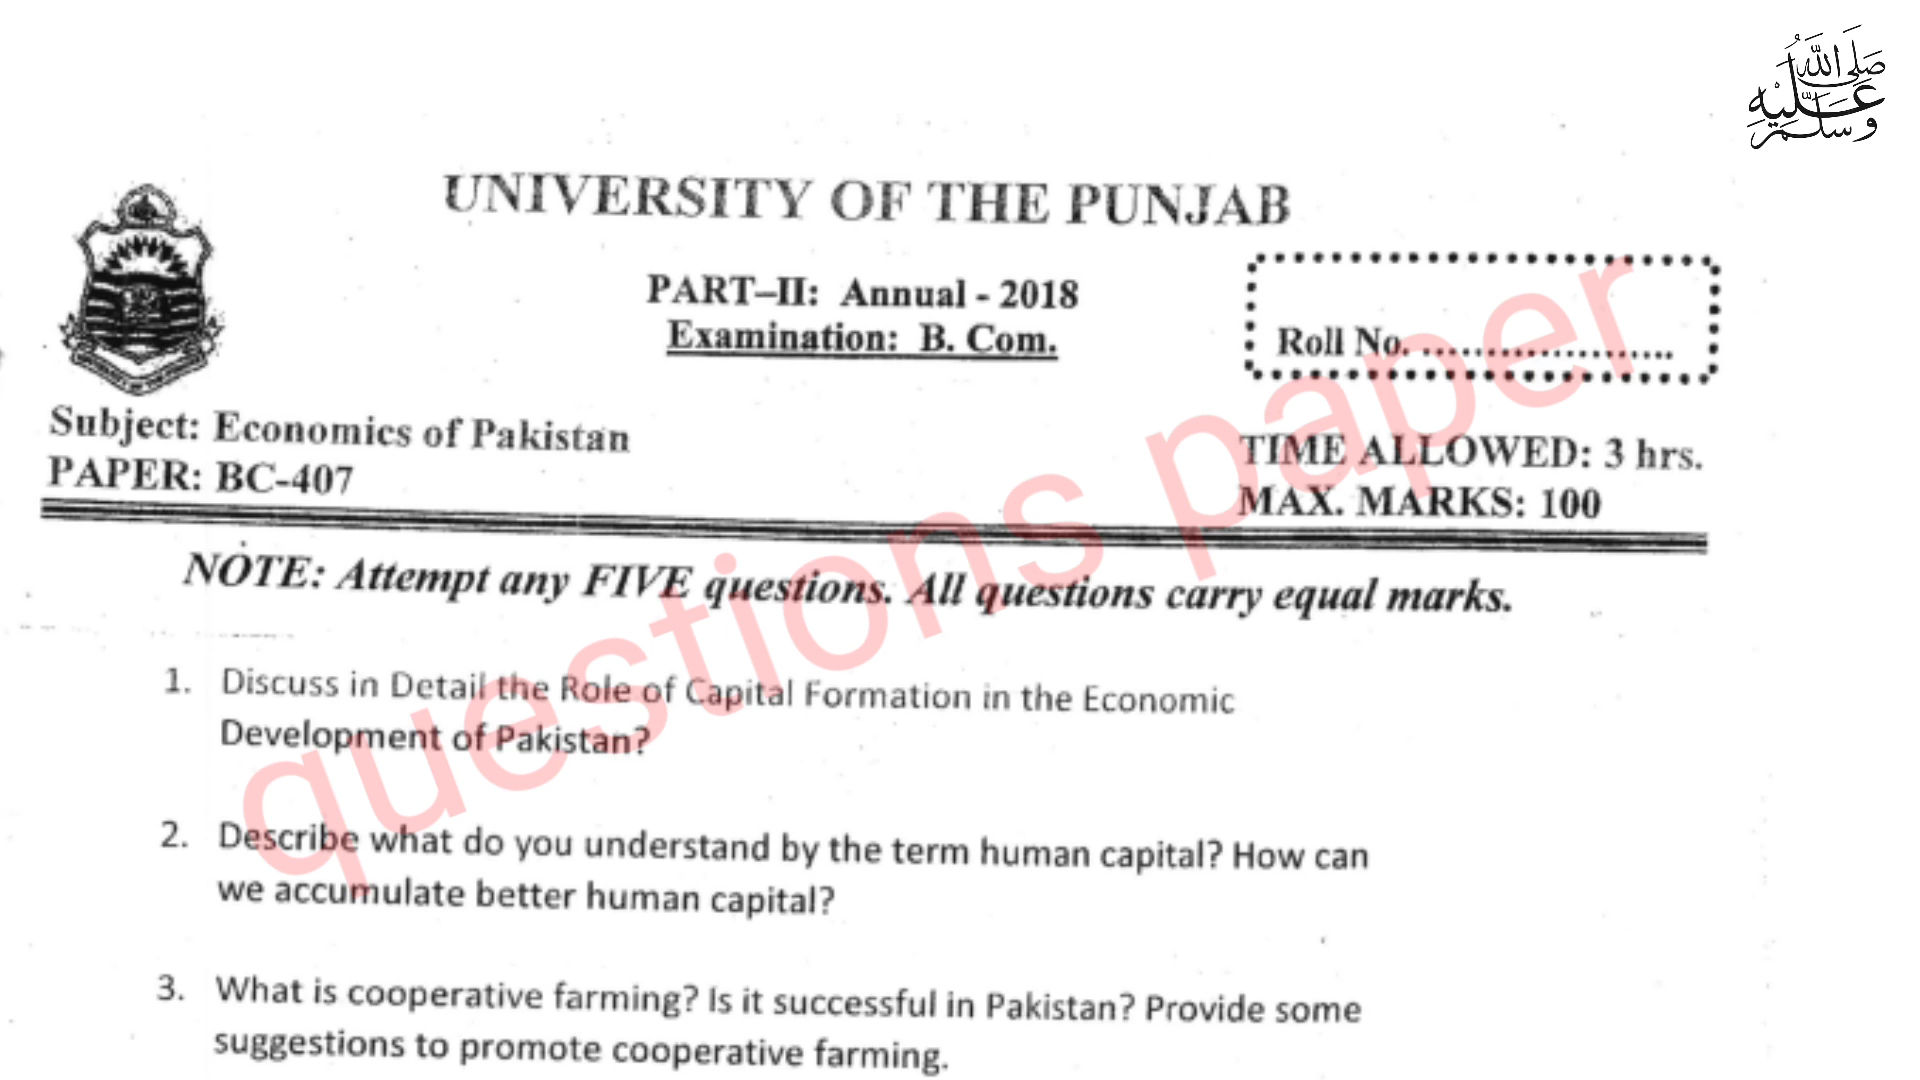 صلى الله
عليه
وسلم
UNIVERSITY OF THE PUNJAB
PART–II: Annual - 2018
Examination: B. Com.
Roll No. ........................
Subject: Economics of Pakistan
PAPER: BC-407
TIME ALLOWED: 3 hrs.
MAX. MARKS: 100
NOTE: Attempt any FIVE questions. All questions carry equal marks.
1. Discuss in Detail the Role of Capital Formation in the Economic
Development of Pakistan?
2. Describe what do you understand by the term human capital? How can
we accumulate better human capital?
3. What is cooperative farming? Is it successful in Pakistan? Provide some
suggestions to promote cooperative farming.
questions paper